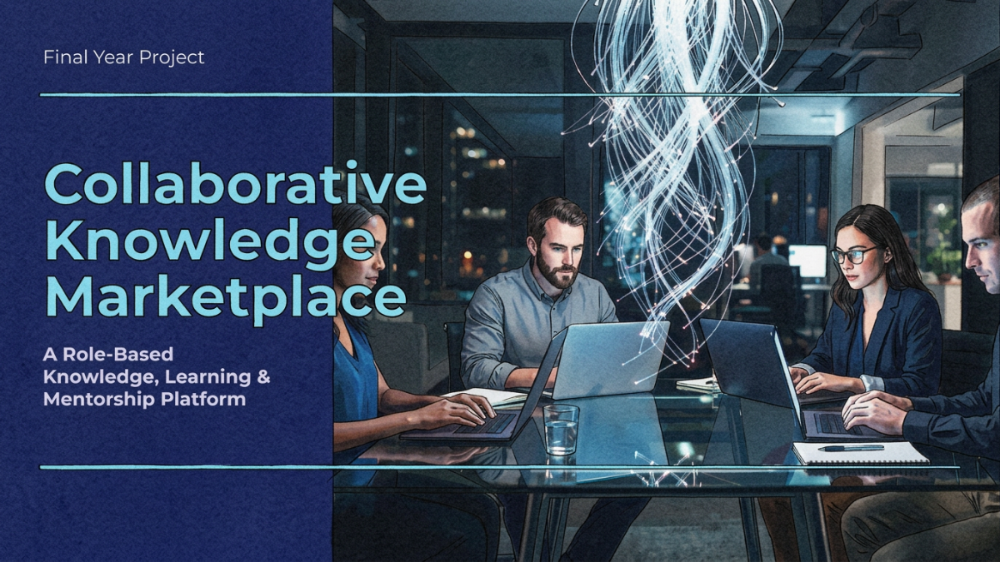 Final Year Project
Collaborative
Knowledge
Marketplace
A Role-Based
Knowledge, Learning &
Mentorship Platform